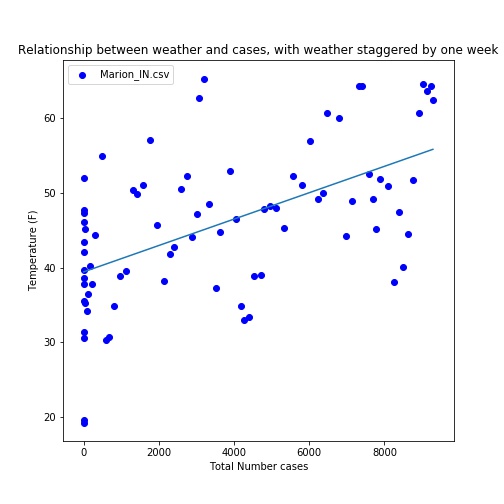 Relationship between weather and cases, with weather staggered by one week
Marion_IN.csv
Temperature (F)
60
50
40
30
20
0 2000 4000 6000 8000
Total Number cases